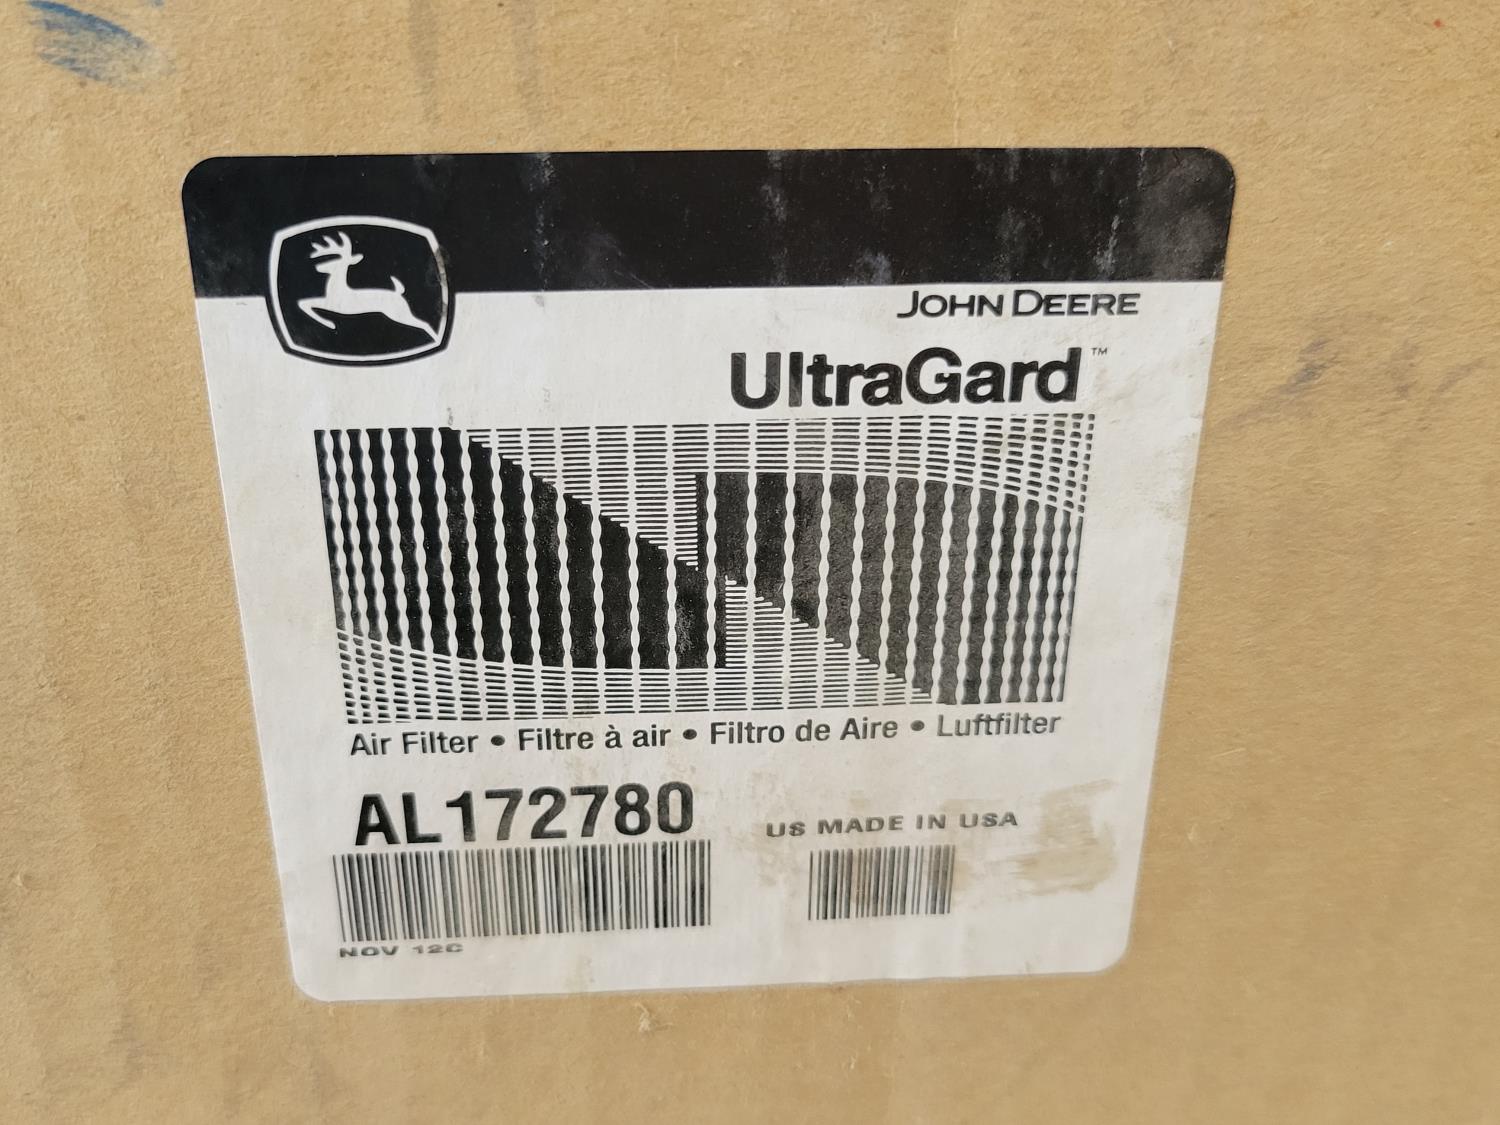 JOHN DEERE
UltraGard™
Air Filter • Filtre à air • Filtro de Aire • Luftfilter
AL172780
US MADE IN USA
NOV 12C